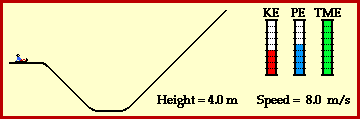 KE PE TME
Height = 4.0 m Speed = 8.0 m/s